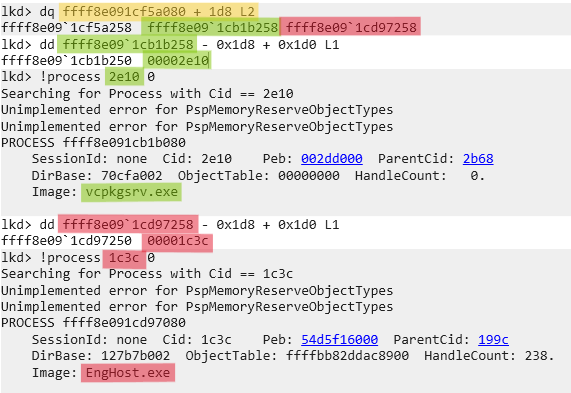 lkd> dq ffff8e091cf5a080 + 1d8 L2
ffff8e09`1cf5a258 ffff8e09`1cb1b258 ffff8e09`1cd97258
lkd> dd ffff8e09`1cb1b258 - 0x1d8 + 0x1d0 L1
ffff8e09`1cb1b250 00002e10
lkd> !process 2e10 0
Searching for Process with Cid == 2e10
Unimplemented error for PspMemoryReserveObjectTypes
Unimplemented error for PspMemoryReserveObjectTypes
PROCESS ffff8e091cb1b080
SessionId: none Cid: 2e10 Peb: 002dd000 ParentCid: 2b68
DirBase: 70cfa002 ObjectTable: 00000000 HandleCount: 0.
Image: vcpkgsrv.exe
lkd> dd ffff8e09`1cd97258 - 0x1d8 + 0x1d0 L1
ffff8e09`1cd97250 00001c3c
lkd> !process 1c3c 0
Searching for Process with Cid == 1c3c
Unimplemented error for PspMemoryReserveObjectTypes
Unimplemented error for PspMemoryReserveObjectTypes
PROCESS ffff8e091cd97080
SessionId: none Cid: 1c3c Peb: 54d5f16000 ParentCid: 199c
DirBase: 127b7b002 ObjectTable: ffffbb82ddac8900 HandleCount: 238.
Image: EngHost.exe